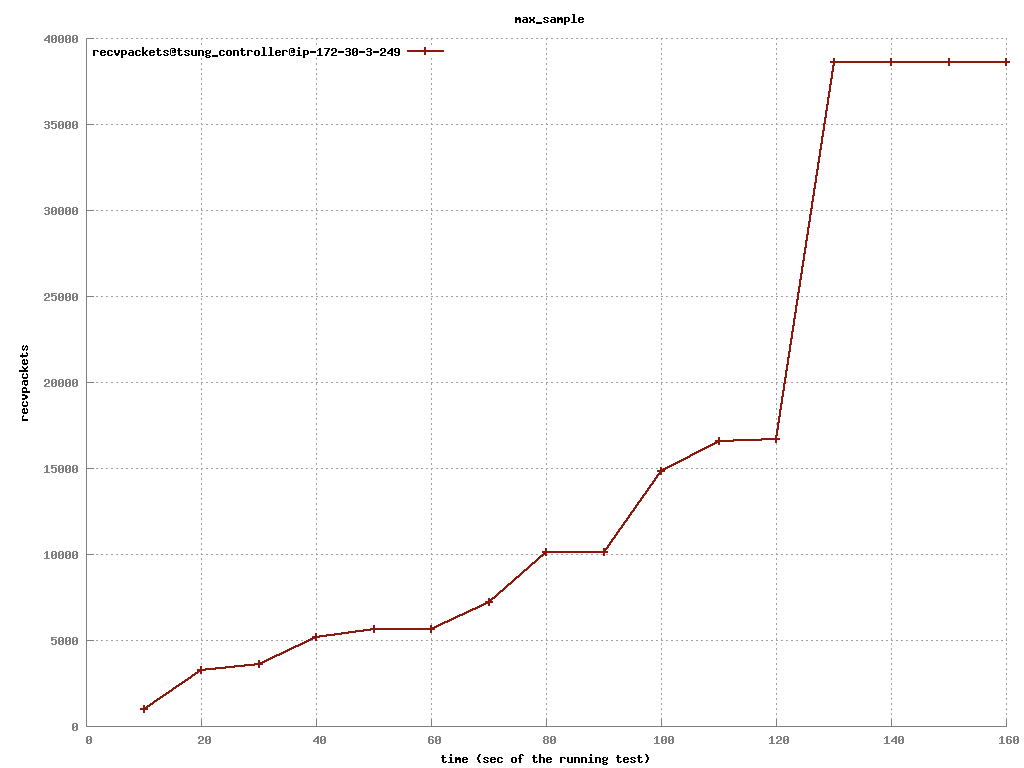 max_sample
recvpackets@tsung_controller@ip-172-30-3-249
40000
35000
30000
25000
20000
15000
10000
5000
0
recvpackets
0 20 40 60 80 100 120 140 160
time (sec of the running test)